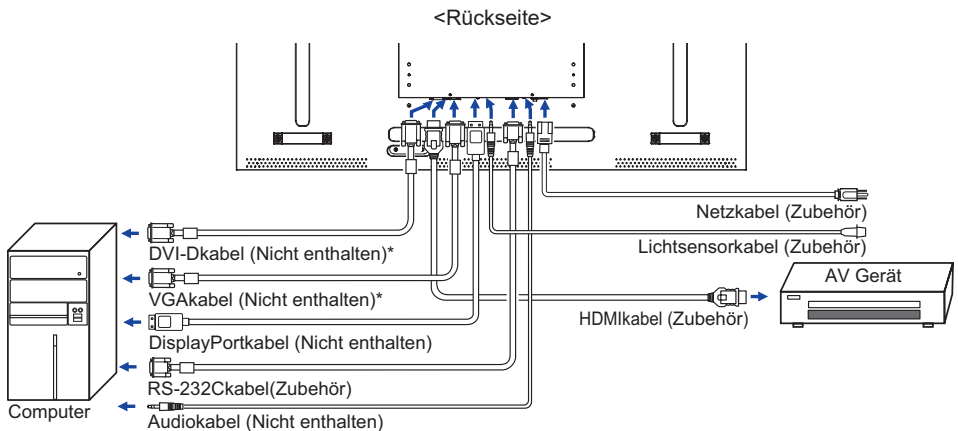 <Rückseite>
Netzkabel (Zubehör)
Lichtsensorkabel (Zubehör)
DVI-Dkabel (Nicht enthalten)*
AV Gerät
VGAkabel (Nicht enthalten)*
HDMIkabel (Zubehör)
DisplayPortkabel (Nicht enthalten)
RS-232Ckabel(Zubehör)
Computer
Audiokabel (Nicht enthalten)